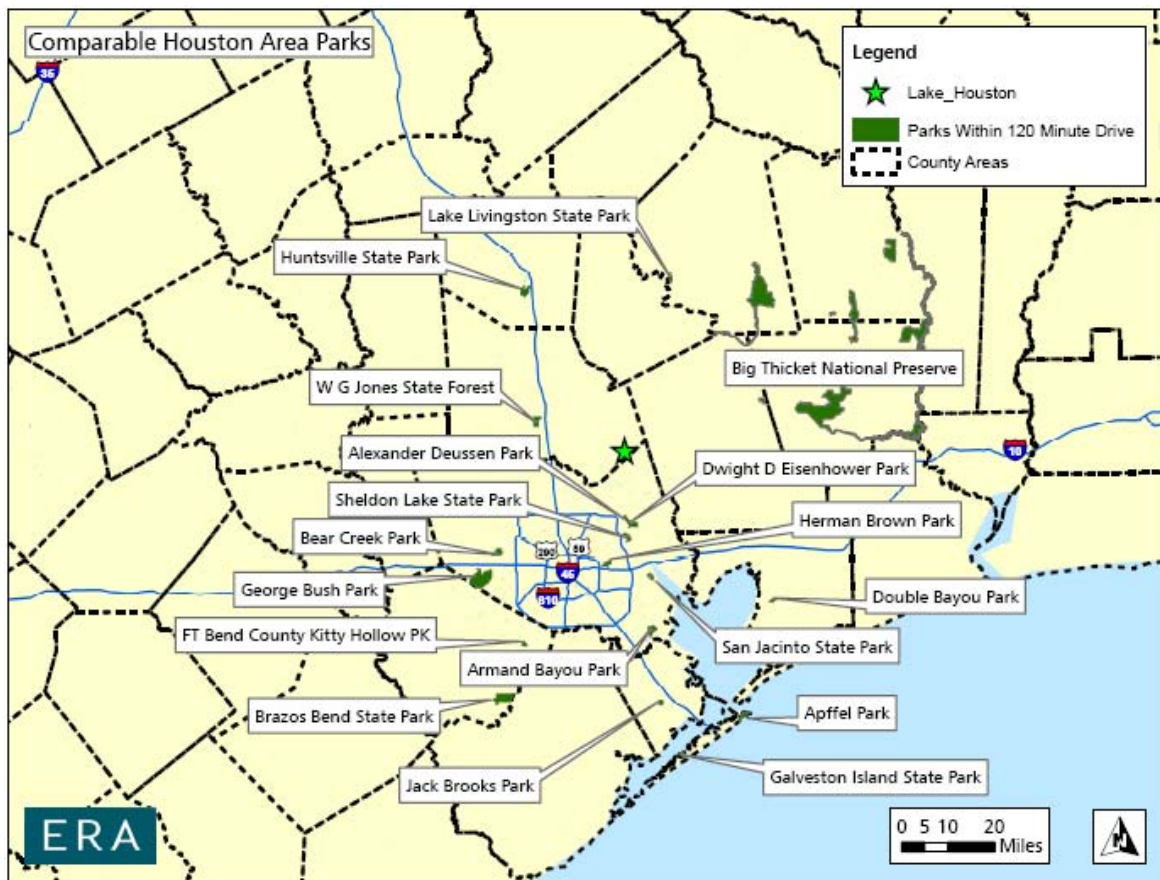 Comparable Houston Area Parks
35
Legend
Lake_Houston
Parks Within 120 Minute Drive
County Areas
Lake Livingston State Park
Huntsville State Park
Big Thicket National Preserve
W G Jones State Forest
10
Alexander Deussen Park
Dwight D Eisenhower Park
Sheldon Lake State Park
Herman Brown Park
Bear Creek Park
290
59
45
George Bush Park
610
Double Bayou Park
FT Bend County Kitty Hollow PK
San Jacinto State Park
Armand Bayou Park
Brazos Bend State Park
Apffel Park
Jack Brooks Park
Galveston Island State Park
ERA
0 5 10 20
Miles
N